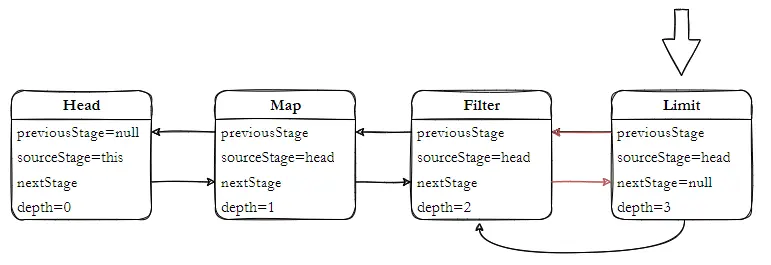 Head
previousStage=null
sourceStage=this
nextStage
depth=0
Map
previousStage
sourceStage=head
nextStage
depth=1
Filter
previousStage
sourceStage=head
nextStage
depth=2
Limit
previousStage
sourceStage=head
nextStage=null
depth=3